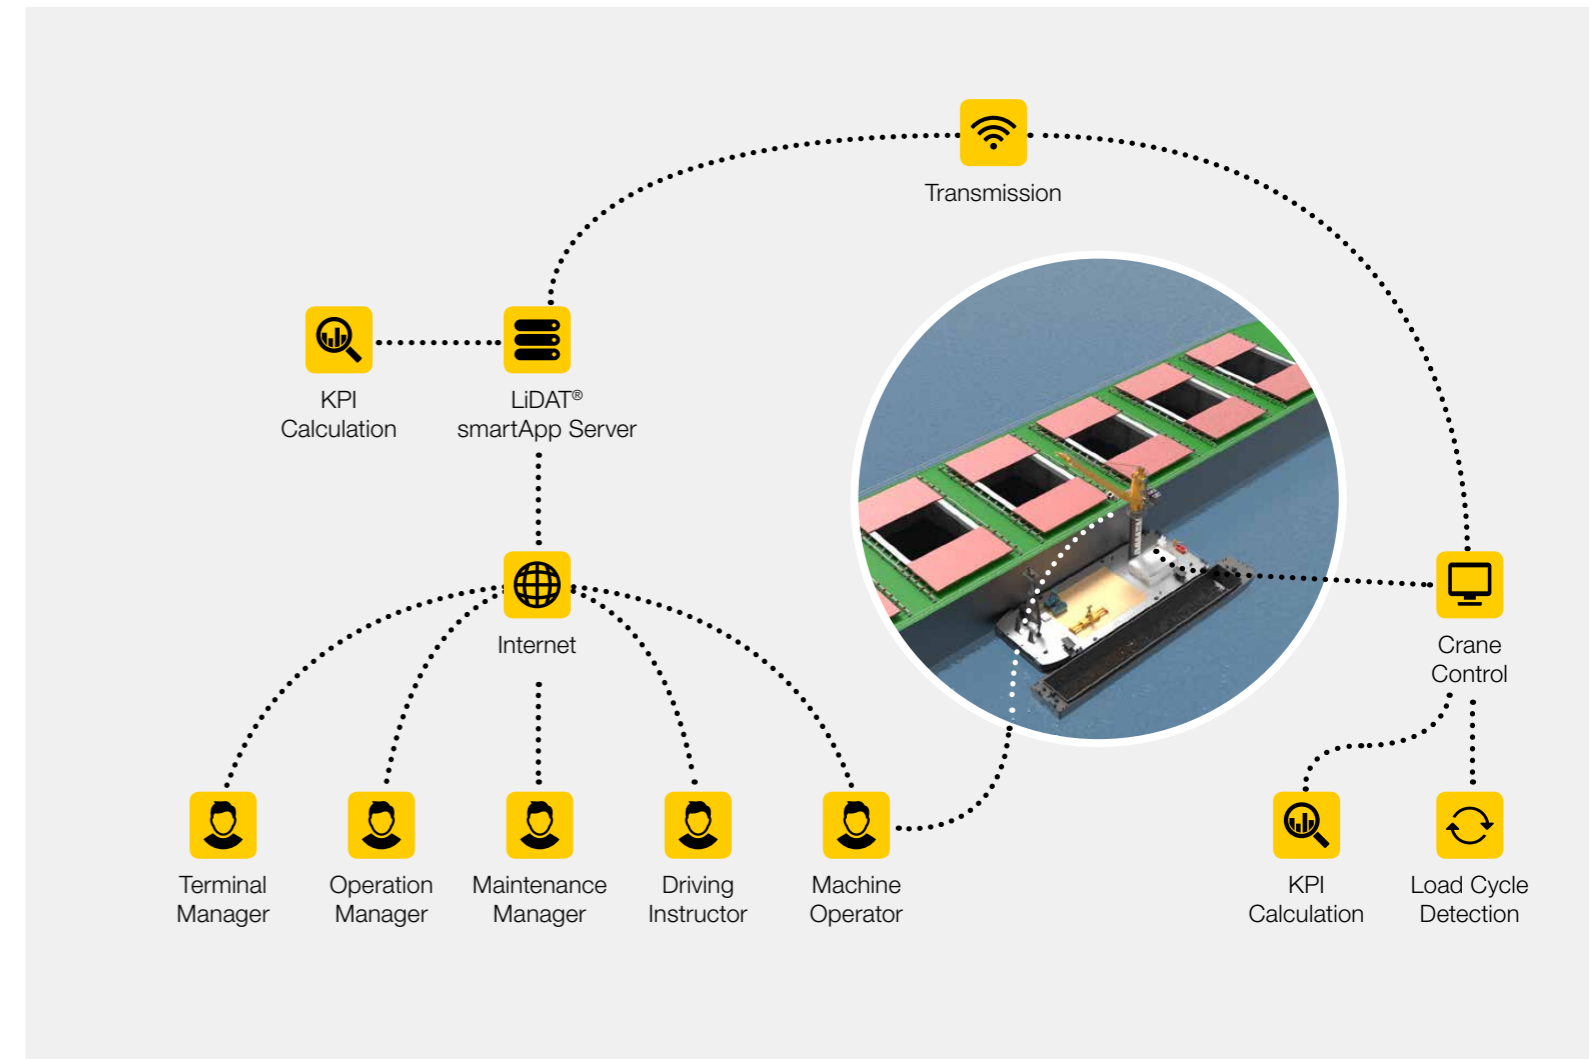 Transmission
KPI
Calculation
LiDAT®
smartApp Server
Internet
Crane
Control
Terminal
Manager
Operation
Manager
Maintenance
Manager
Driving
Instructor
Machine
Operator
KPI
Calculation
Load Cycle
Detection